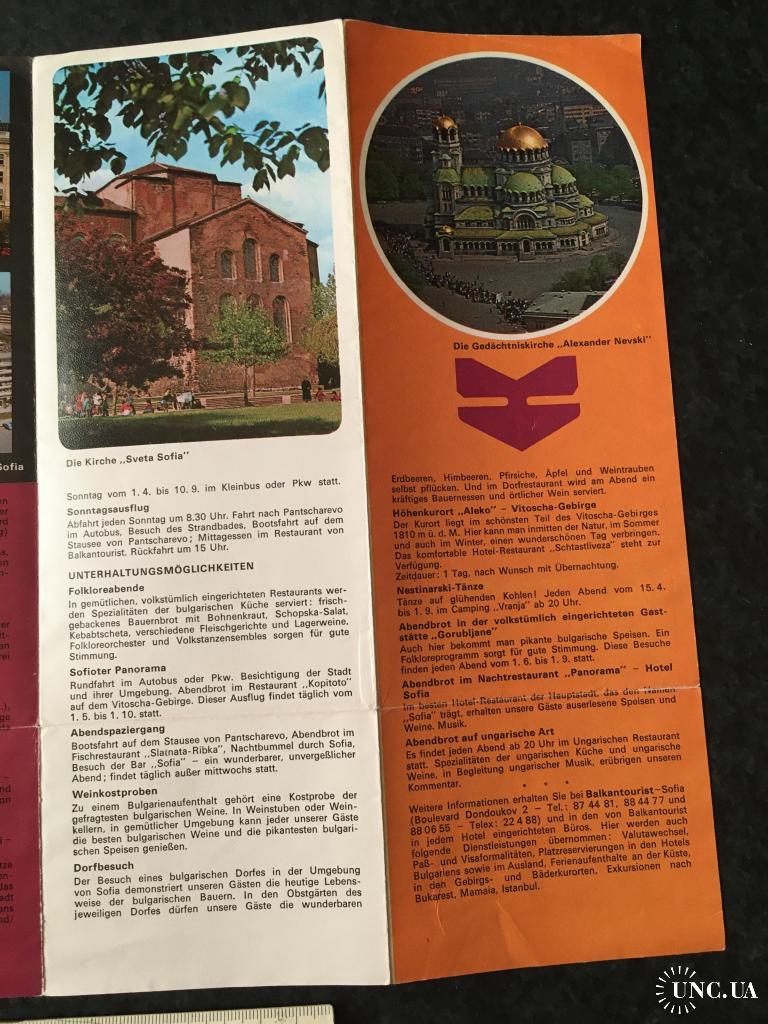 Die Kirche „Sveta Sofia"
Sonntag vom 1. 4. bis 10. 9. im Kleinbus oder Pkw statt.
Sonntagsausflug
Abfahrt jeden Sonntag um 8.30 Uhr. Fahrt nach Pantscharevo
im Autobus, Besuch des Strandbades, Bootsfahrt auf dem
Stausee von Pantscharevo; Mittagessen im Restaurant von
Balkantourist. Rückfahrt um 15 Uhr.
UNTERHALTUNGSMÖGLICHKEITEN
Folkloreabende
In gemütlichen, volkstümlich eingerichteten Restaurants wer-
den Spezialitäten der bulgarischen Küche serviert: frisch-
gebackenes Bauernbrot mit Bohnenkraut, Schopska-Salat,
Kebabtscheta, verschiedene Fleischgerichte und Lagerweine.
Folkloreorchester und Volkstanzensembles sorgen für gute
Stimmung.
Sofioter Panorama
Rundfahrt im Autobus oder Pkw. Besichtigung der Stadt
und ihrer Umgebung. Abendbrot im Restaurant „Kopitoto"
auf dem Vitoscha-Gebirge. Dieser Ausflug findet täglich vom
1. 5. bis 1. 10. statt.
Abendspaziergang
Bootsfahrt auf dem Stausee von Pantscharevo, Abendbrot im
Fischrestaurant „Slatnata-Ribka", Nachtbummel durch Sofia,
Besuch der Bar „Sofia" – ein wunderbarer, unvergeßlicher
Abend; findet täglich außer mittwochs statt.
Weinkostproben
Zu einem Bulgarienaufenthalt gehört eine Kostprobe der
gefragtesten bulgarischen Weine. In Weinstuben oder Wein-
kellern, in gemütlicher Umgebung kann jeder unserer Gäste
die besten bulgarischen Weine und die pikantesten bulgari-
schen Speisen genießen.
Dorfbesuch
Der Besuch eines bulgarischen Dorfes in der Umgebung
von Sofia demonstriert unseren Gästen die heutige Lebens-
weise der bulgarischen Bauern. In den Obstgärten des
jeweiligen Dorfes dürfen unsere Gäste die wunderbaren
Die Gedächtniskirche „Alexander Nevski"
Erdbeeren, Himbeeren, Pfirsiche, Äpfel und Weintrauben
selbst pflücken. Und im Dorfrestaurant wird am Abend ein
kräftiges Bauernessen und örtlicher Wein serviert.
Höhenkurort „Aleko" – Vitoscha-Gebirge
Der Kurort liegt im schönsten Teil des Vitoscha-Gebirges
1810 m ü. d. M. Hier kann man inmitten der Natur, im Sommer
und auch im Winter, einen wunderschönen Tag verbringen.
Das komfortable Hotel-Restaurant „Schtastliveza" steht zur
Verfügung.
Zeitdauer: 1 Tag, nach Wunsch mit Übernachtung.
Nestinarski-Tänze
Tänze auf glühenden Kohlen! Jeden Abend vom 15. 4.
bis 1. 9. im Camping „Vranja" ab 20 Uhr.
Abendbrot in der volkstümlich eingerichteten Gast-
stätte „Gorubljane"
Auch hier bekommt man pikante bulgarische Speisen. Ein
Folkloreprogramm sorgt für gute Stimmung. Diese Besuche
finden jeden Abend vom 1. 6. bis 1. 9. statt.
Abendbrot im Nachtrestaurant „Panorama" – Hotel
Sofia
Im besten Hotel-Restaurant der Hauptstadt, das den Namen
„Sofia" trägt, erhalten unsere Gäste auserlesene Speisen und
Weine. Musik.
Abendbrot auf ungarische Art
Es findet jeden Abend ab 20 Uhr im Ungarischen Restaurant
statt. Spezialitäten der ungarischen Küche und ungarische
Weine, in Begleitung ungarischer Musik, erübrigen unseren
Kommentar.
• • •
Weitere Informationen erhalten Sie bei Balkantourist–Sofia
(Boulevard Dondoukov 2 – Tel.: 87 44 81, 88 44 77 und
88 06 55 – Telex: 22 4 88) und in den von Balkantourist
in jedem Hotel eingerichteten Büros. Hier werden auch
folgende Dienstleistungen übernommen: Valutawechsel,
Paß- und Visaformalitäten, Platzreservierungen in den Hotels
Bulgariens sowie im Ausland, Ferienaufenthalte an der Küste,
in den Gebirgs- und Bäderkurorten, Exkursionen nach
Bukarest, Mamaia, Istanbul.
Sofia
UNC.UA